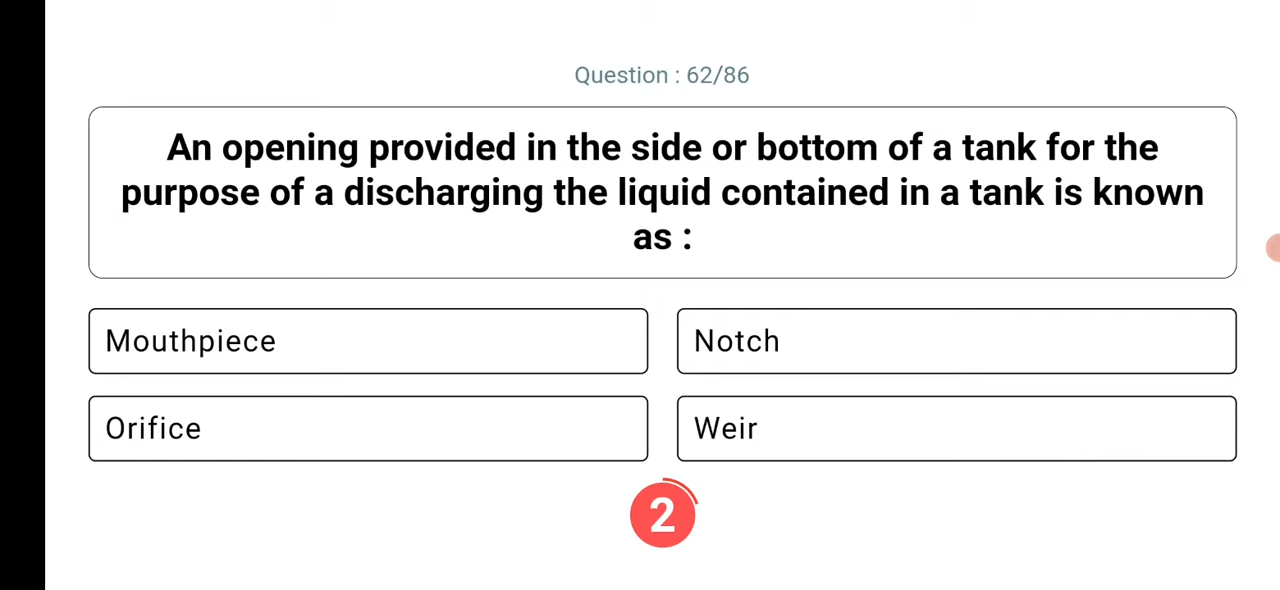 Question : 62/86
An opening provided in the side or bottom of a tank for the
purpose of a discharging the liquid contained in a tank is known
as :
Mouthpiece
Notch
Orifice
Weir
2